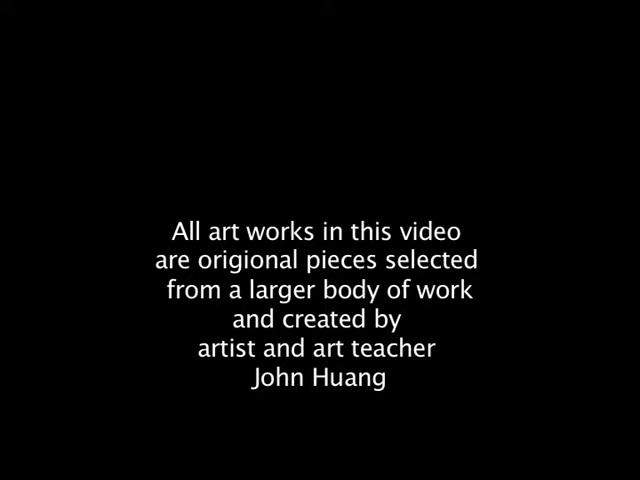 All art works in this video
are origional pieces selected
from a larger body of work
and created by
artist and art teacher
John Huang